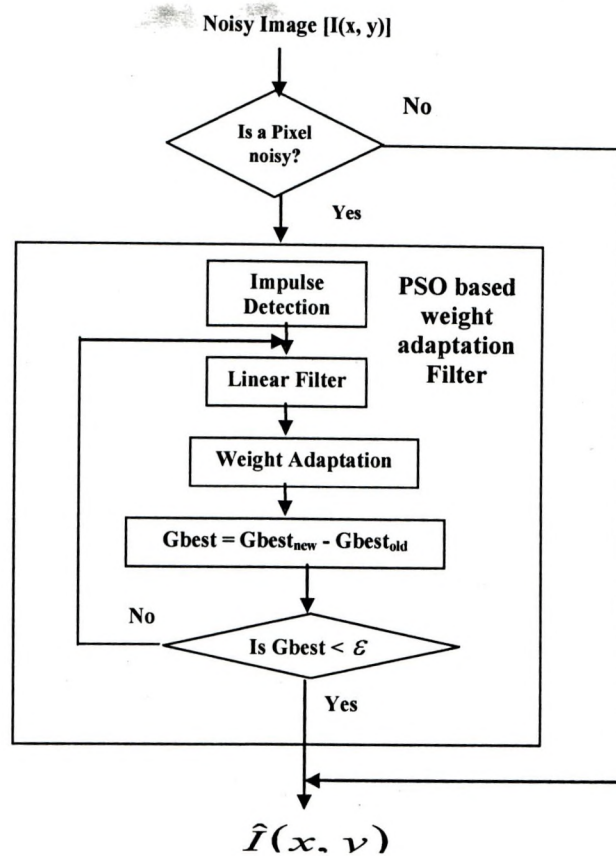 Noisy Image [I(x, y)]
No
Is a Pixel
noisy?
Yes
Impulse
Detection
PSO based
weight
adaptation
Filter
Linear Filter
Weight Adaptation
Gbest = Gbestnew - Gbestold
No
Is Gbest < ε
Yes
Î(x, y)